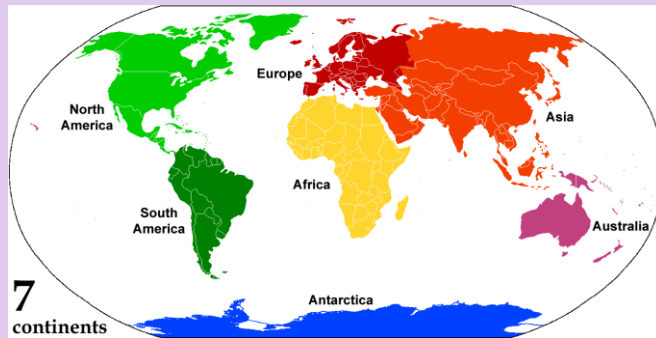 Europe
North
America
Asia
Africa
South
America
Australia
Antarctica
7
continents